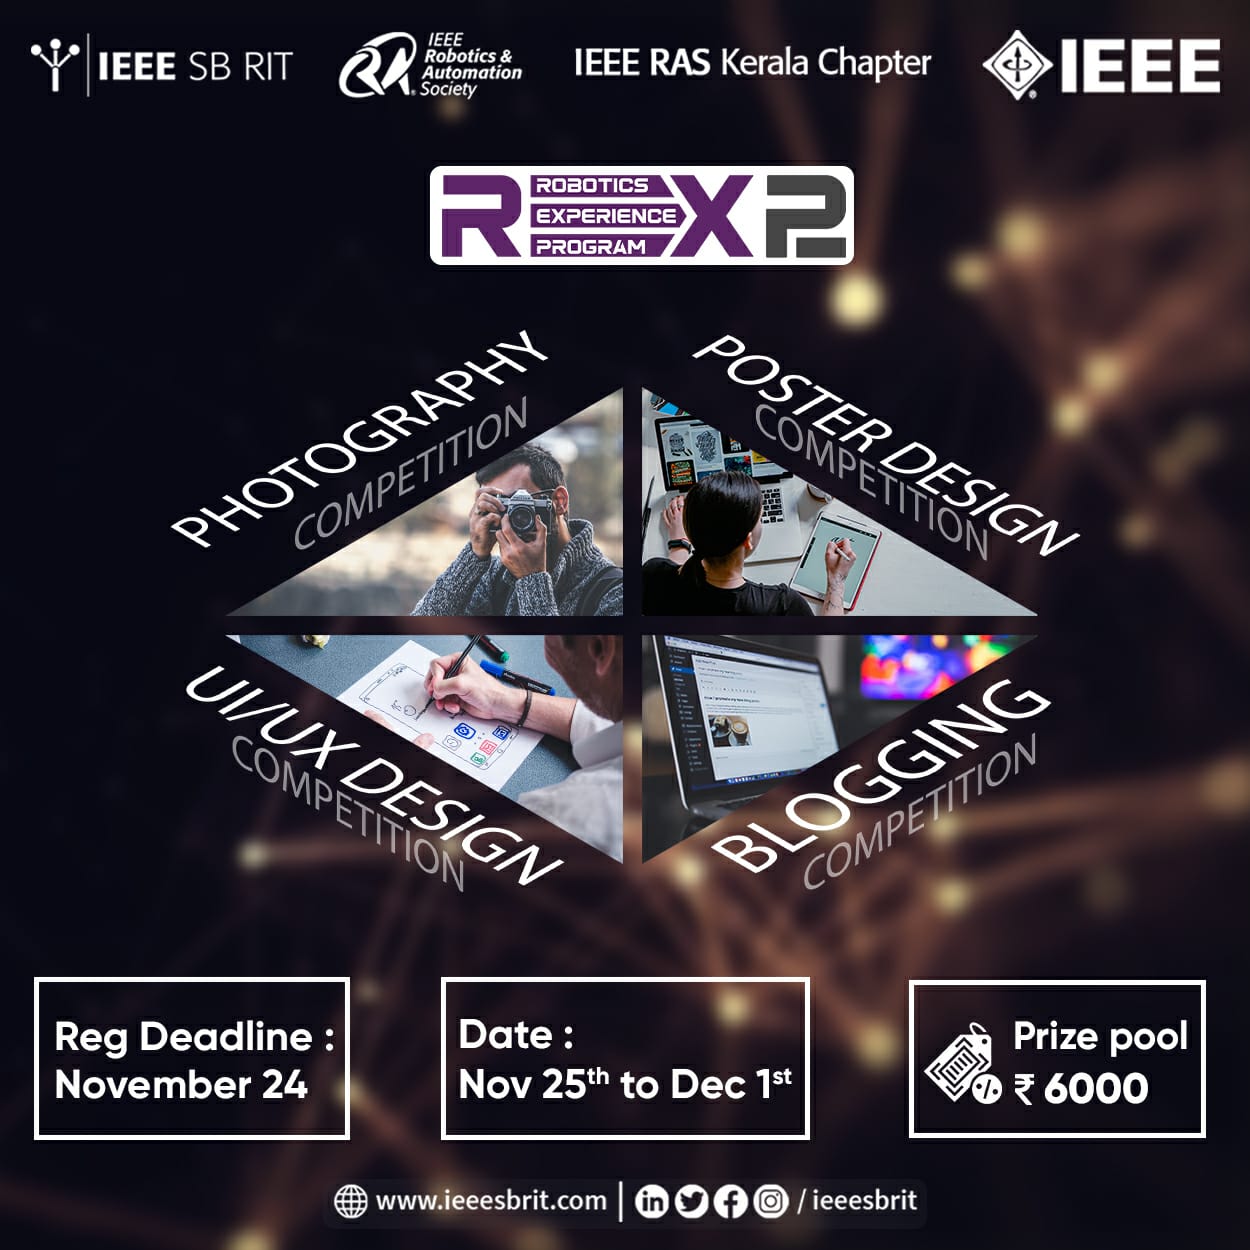 IEEE SB RIT
IEEE
Robotics &
Automation
Society
IEEE RAS Kerala Chapter
IEEE
R X P2
ROBOTICS
EXPERIENCE
PROGRAM
PHOTOGRAPHY
COMPETITION
POSTER DESIGN
COMPETITION
UI/UX DESIGN
COMPETITION
BLOGGING
COMPETITION
Reg Deadline :
November 24
Date :
Nov 25th to Dec 1st
Prize pool
₹ 6000
www.ieeesbrit.com | in / ieeesbrit